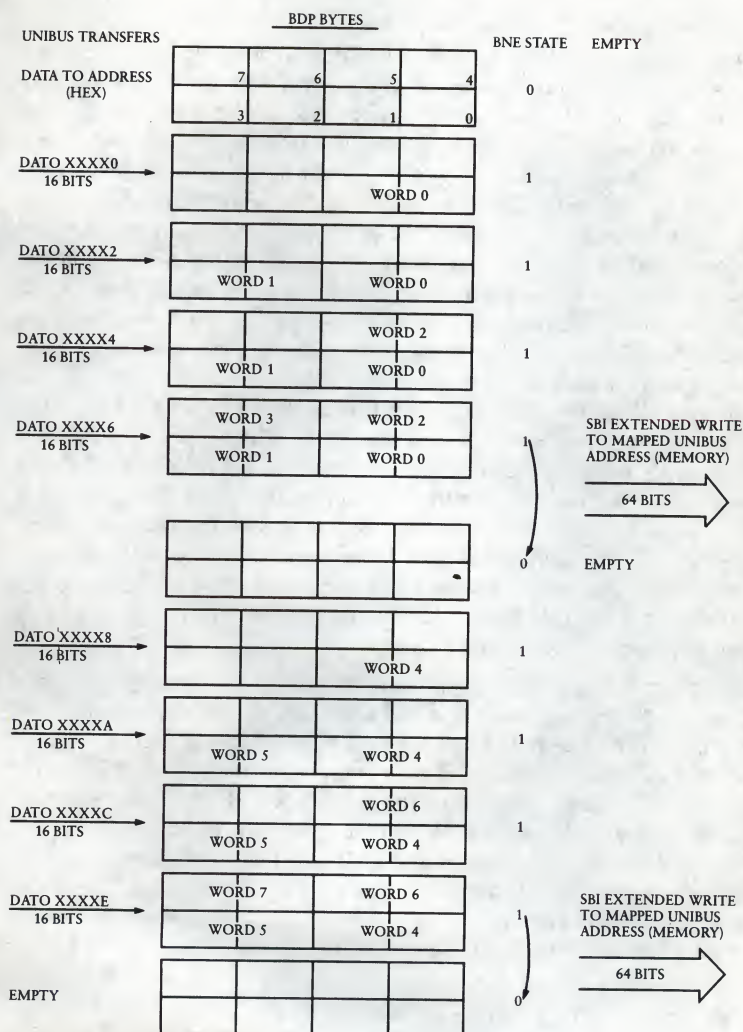 BDP BYTES
UNIBUS TRANSFERS
BNE STATE EMPTY
DATA TO ADDRESS
(HEX)
7 6 5 4
3 2 1 0
0
DATO XXXX0
16 BITS
WORD 0
1
DATO XXXX2
16 BITS
WORD 1 WORD 0
1
DATO XXXX4
16 BITS
WORD 2
WORD 1 WORD 0
1
DATO XXXX6
16 BITS
WORD 3 WORD 2
WORD 1 WORD 0
1
SBI EXTENDED WRITE
TO MAPPED UNIBUS
ADDRESS (MEMORY)
64 BITS
0 EMPTY
DATO XXXX8
16 BITS
WORD 4
1
DATO XXXXA
16 BITS
WORD 5 WORD 4
1
DATO XXXXC
16 BITS
WORD 6
WORD 5 WORD 4
1
DATO XXXXE
16 BITS
WORD 7 WORD 6
WORD 5 WORD 4
1
SBI EXTENDED WRITE
TO MAPPED UNIBUS
ADDRESS (MEMORY)
64 BITS
EMPTY
0